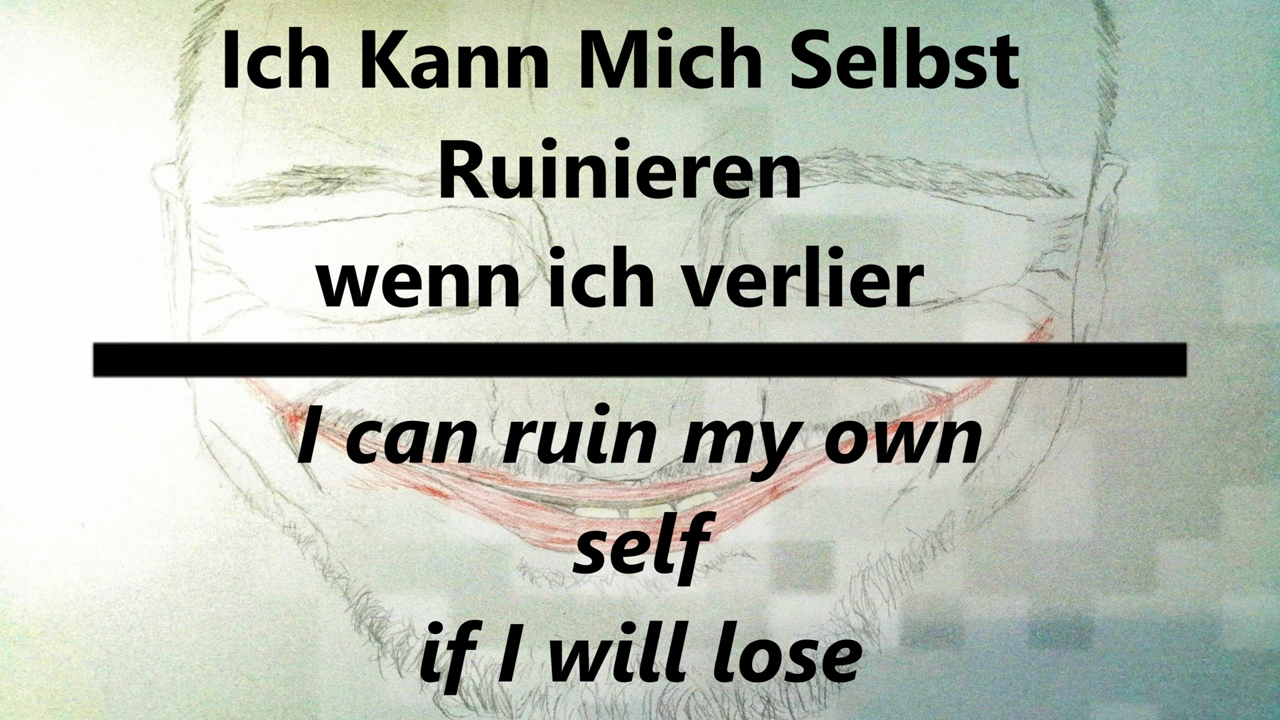 Ich Kann Mich Selbst
Ruinieren
wenn ich verlier
I can ruin my own
self
if I will lose